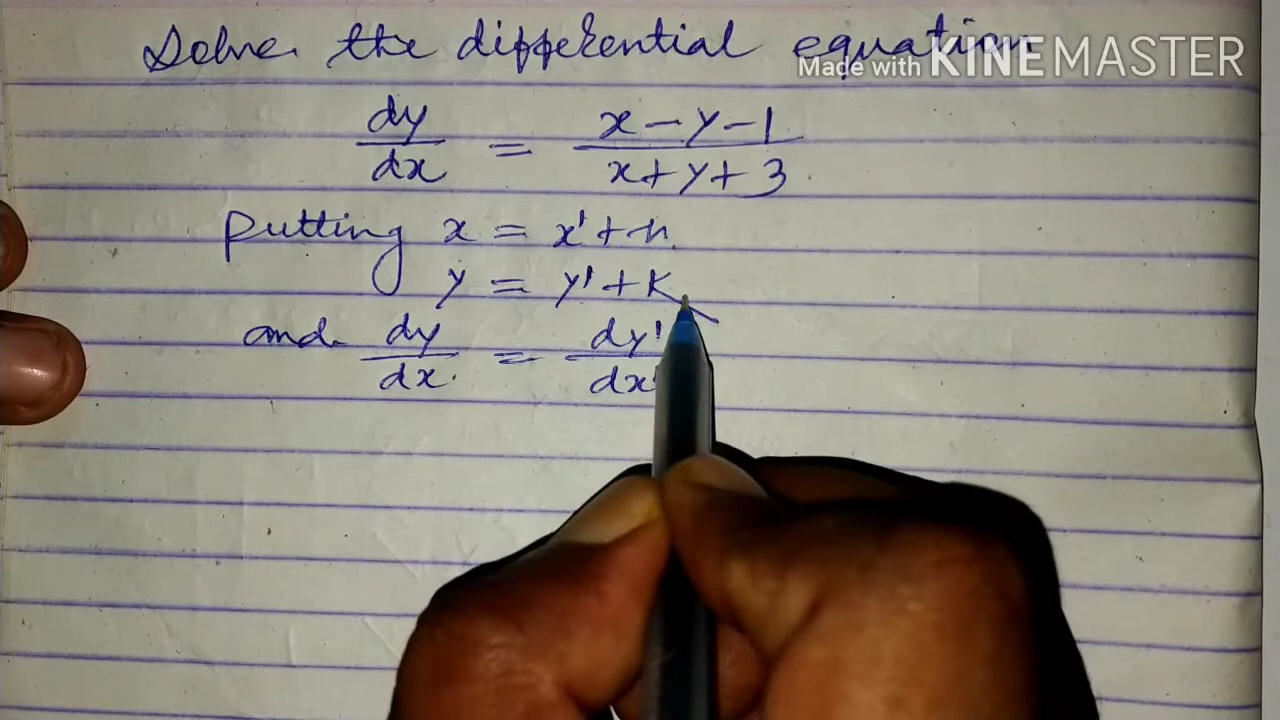 Solve the differential equation
Made with KINEMASTER
dy/dx = x-y-1/x+y+3
putting x = x'+h.
y = y'+k
and dy/dx = dy'/dx'